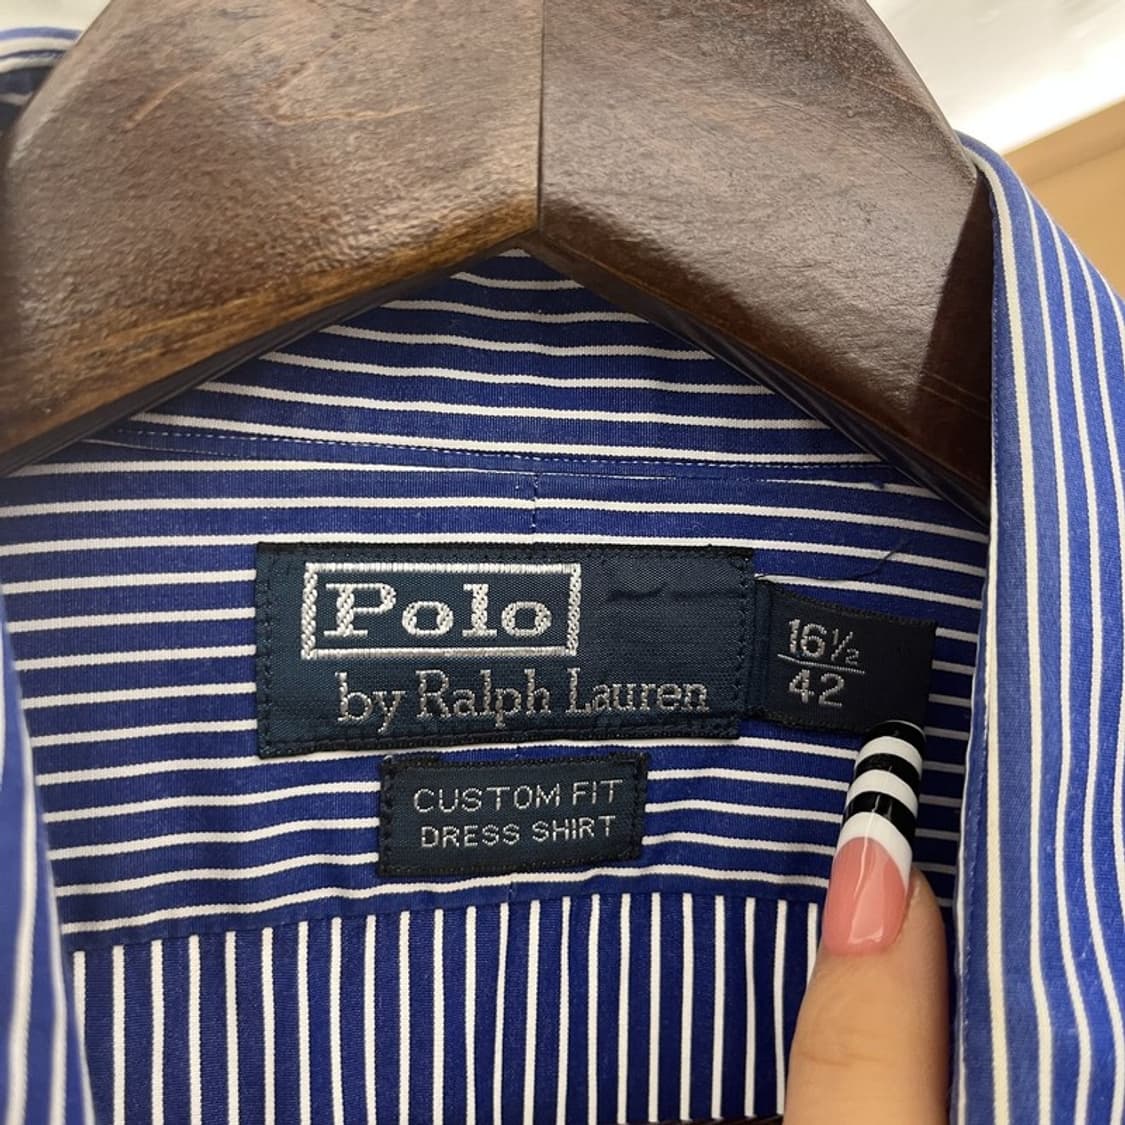 Polo
by Ralph Lauren
16½
42
CUSTOM FIT
DRESS SHIRT